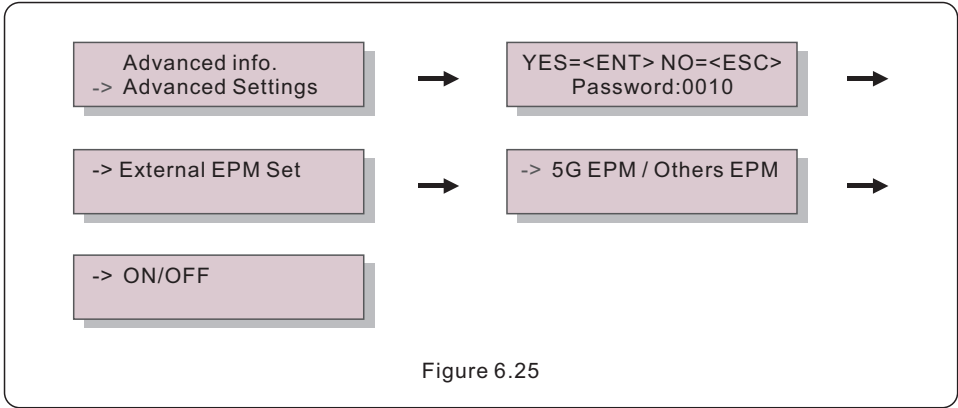 Advanced info.
-> Advanced Settings
YES=<ENT> NO=<ESC>
Password:0010
-> External EPM Set
-> 5G EPM / Others EPM
-> ON/OFF
Figure 6.25